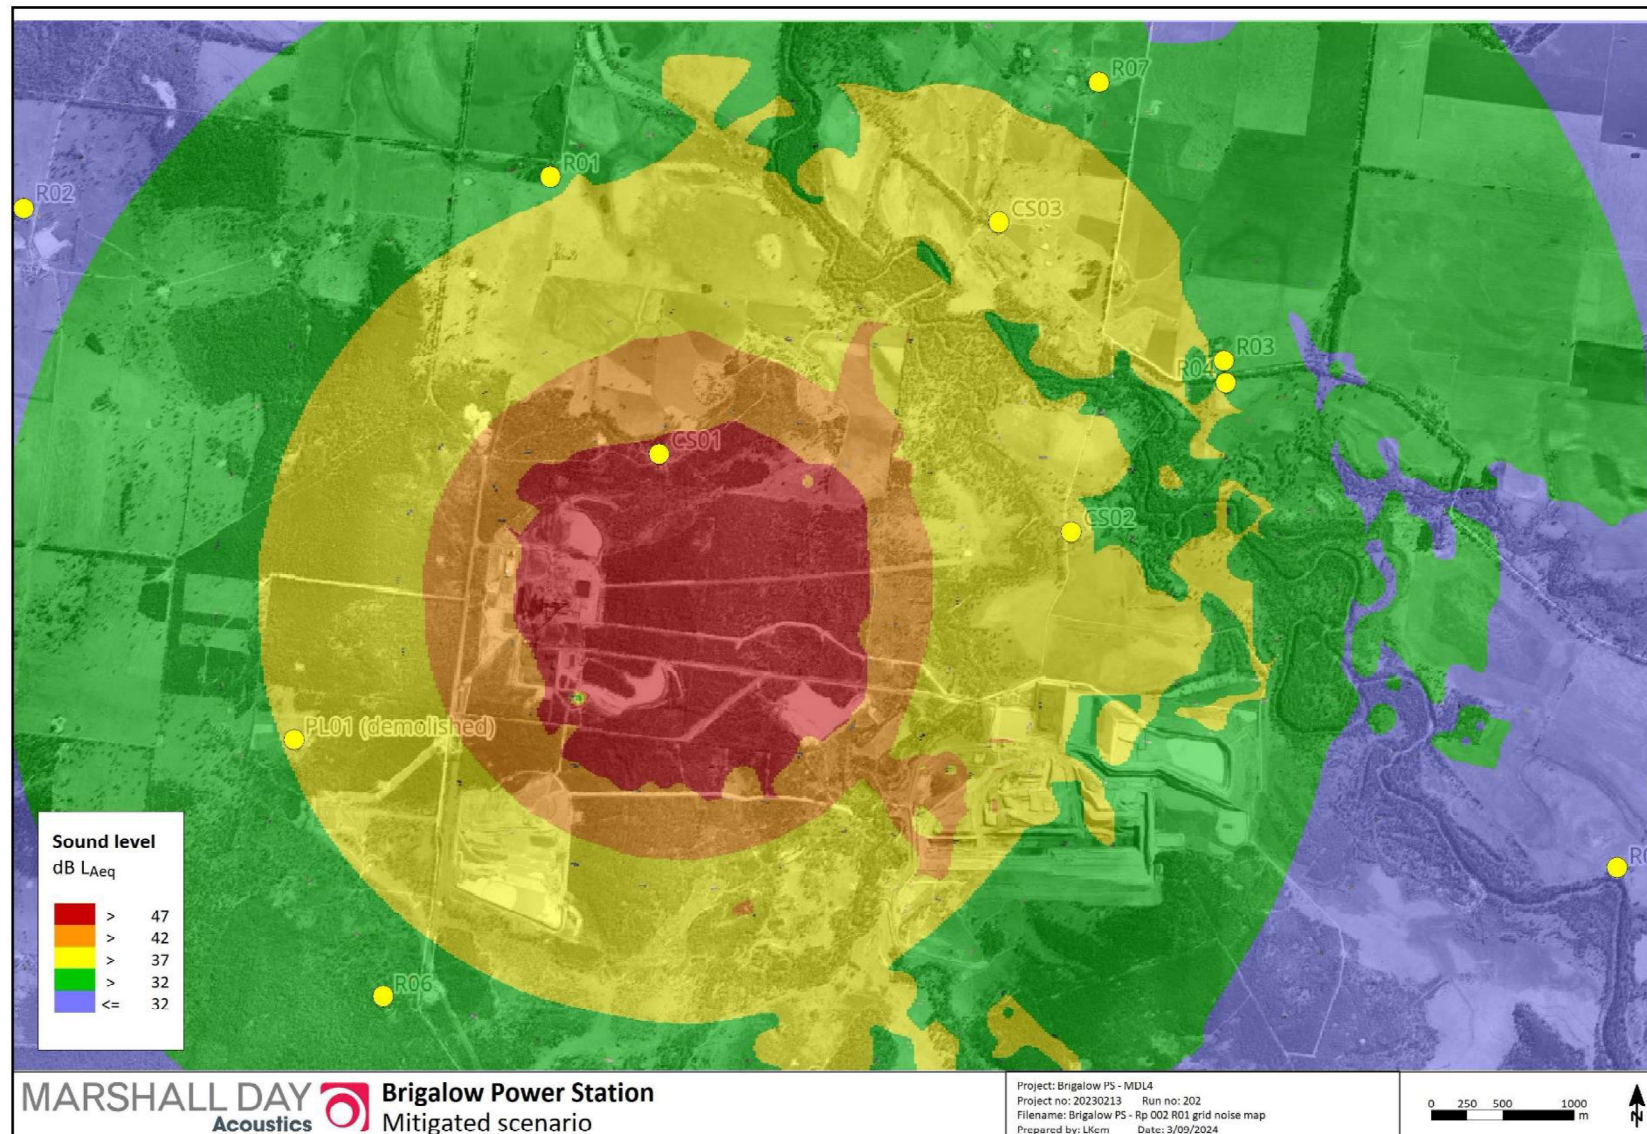 R07
R01
R02
CS03
R03
R04
CS01
CS02
PL01 (demolished)
R06
Sound level
dB LAeq
> 47
> 42
> 37
> 32
<= 32
MARSHALL DAY
Acoustics
Brigalow Power Station
Mitigated scenario
Project: Brigalow PS - MDL4
Project no: 20230213 Run no: 202
Filename: Brigalow PS - Rp 002 R01 grid noise map
Prepared by: LKem Date: 3/09/2024
0 250 500 1000
m
N